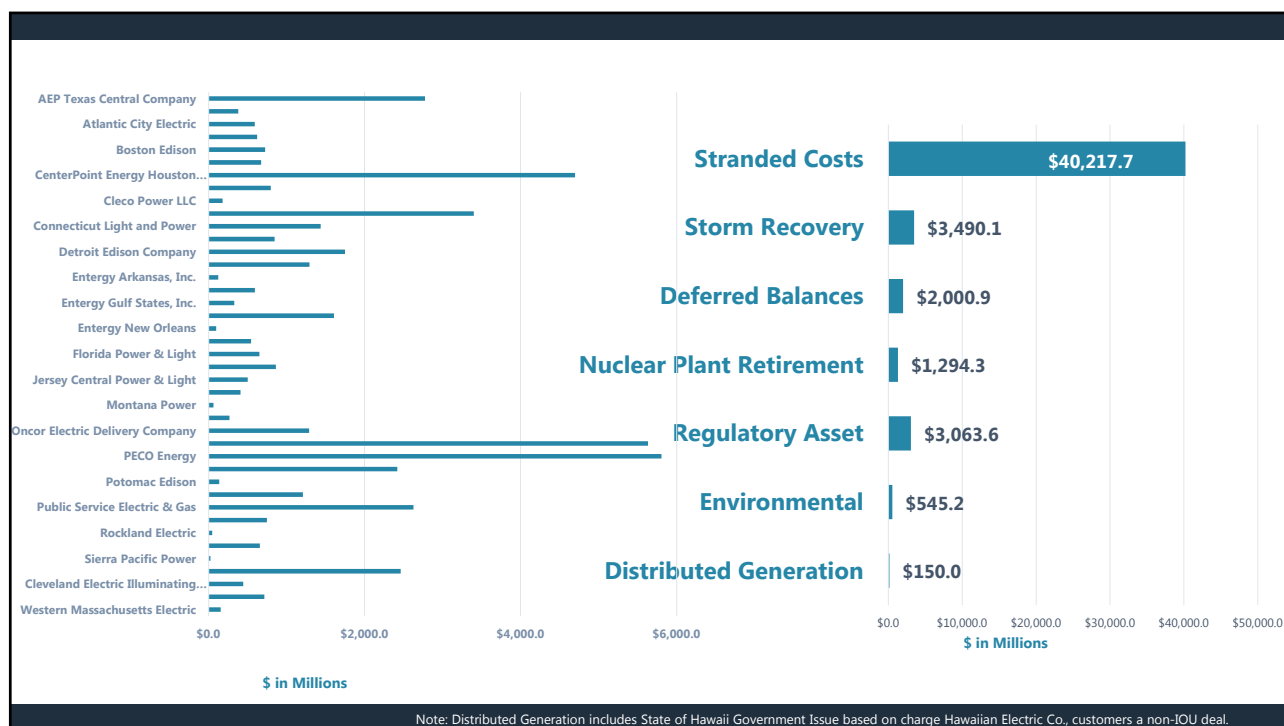 AEP Texas Central Company
Atlantic City Electric
Boston Edison
CenterPoint Energy Houston...
Cleco Power LLC
Connecticut Light and Power
Detroit Edison Company
Entergy Arkansas, Inc.
Entergy Gulf States, Inc.
Entergy New Orleans
Florida Power & Light
Jersey Central Power & Light
Montana Power
Oncor Electric Delivery Company
PECO Energy
Potomac Edison
Public Service Electric & Gas
Rockland Electric
Sierra Pacific Power
Cleveland Electric Illuminating...
Western Massachusetts Electric
$0.0 $2,000.0 $4,000.0 $6,000.0
$ in Millions
Stranded Costs $40,217.7
Storm Recovery $3,490.1
Deferred Balances $2,000.9
Nuclear Plant Retirement $1,294.3
Regulatory Asset $3,063.6
Environmental $545.2
Distributed Generation $150.0
$0.0 $10,000.0 $20,000.0 $30,000.0 $40,000.0 $50,000.0
$ in Millions
Note: Distributed Generation includes State of Hawaii Government Issue based on charge Hawaiian Electric Co., customers a non-IOU deal.